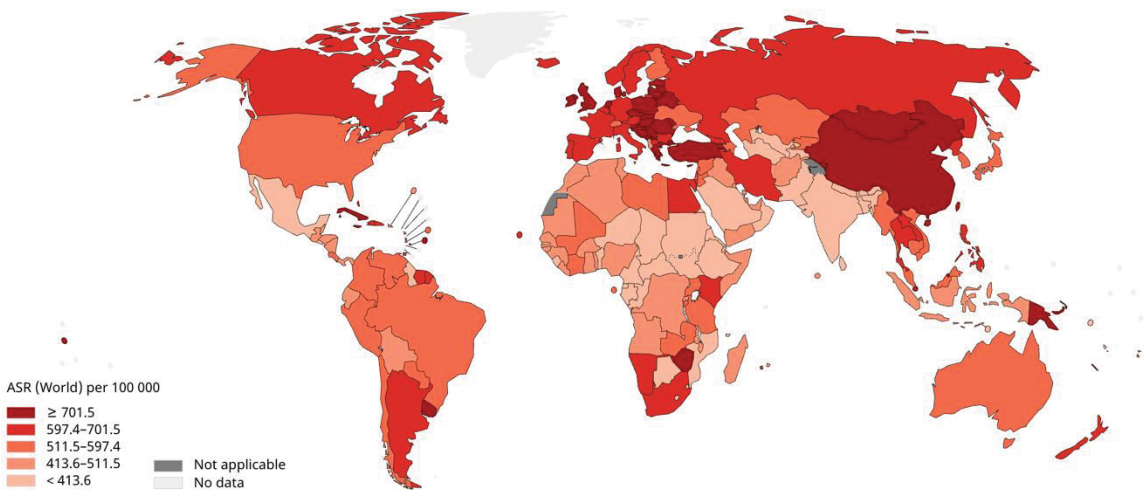 ASR (World) per 100 000
≥ 701.5
597.4–701.5
511.5–597.4
413.6–511.5
< 413.6
Not applicable
No data